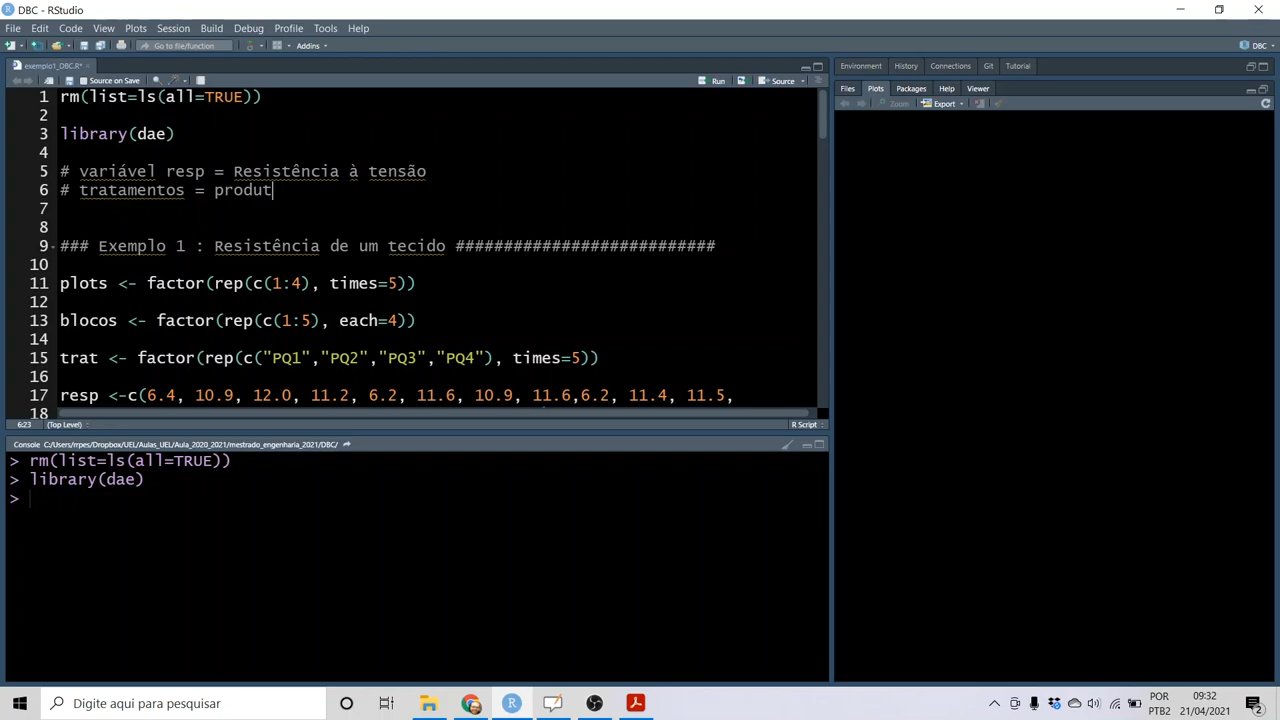 DBC - RStudio
File Edit Code View Plots Session Build Debug Profile Tools Help
Go to file/function Addins DBC
exemplo1_DBC.R*
Source on Save Run Source
1 rm(list=ls(all=TRUE))
2
3 library(dae)
4
5 # variável resp = Resistência à tensão
6 # tratamentos = produt
7
8
9 ### Exemplo 1 : Resistência de um tecido ###########################
10
11 plots <- factor(rep(c(1:4), times=5))
12
13 blocos <- factor(rep(c(1:5), each=4))
14
15 trat <- factor(rep(c("PQ1","PQ2","PQ3","PQ4"), times=5))
16
17 resp <-c(6.4, 10.9, 12.0, 11.2, 6.2, 11.6, 10.9, 11.6,6.2, 11.4, 11.5,
18
6:23 (Top Level) R Script
Console C:/Users/rrpes/Dropbox/UEL/Aulas_UEL/Aula_2020_2021/mestrado_engenharia_2021/DBC/
> rm(list=ls(all=TRUE))
> library(dae)
>
Environment History Connections Git Tutorial
Files Plots Packages Help Viewer
Zoom Export
Digite aqui para pesquisar
POR
PTB2
09:32
21/04/2021
2